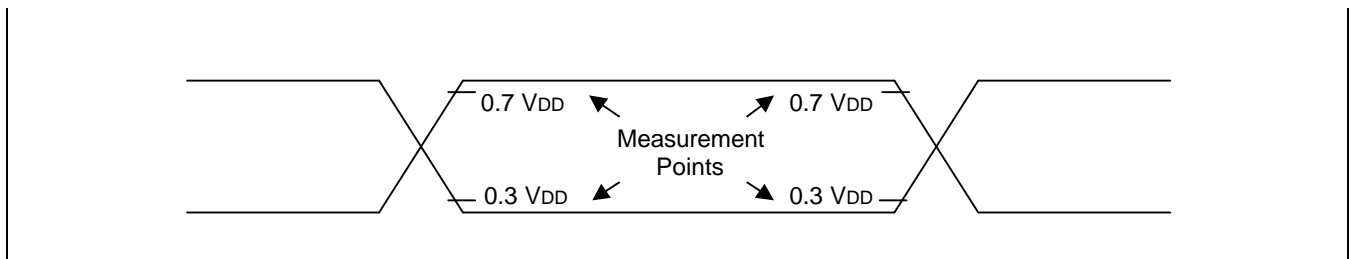 0.7 VDD
0.7 VDD
Measurement
Points
0.3 VDD
0.3 VDD